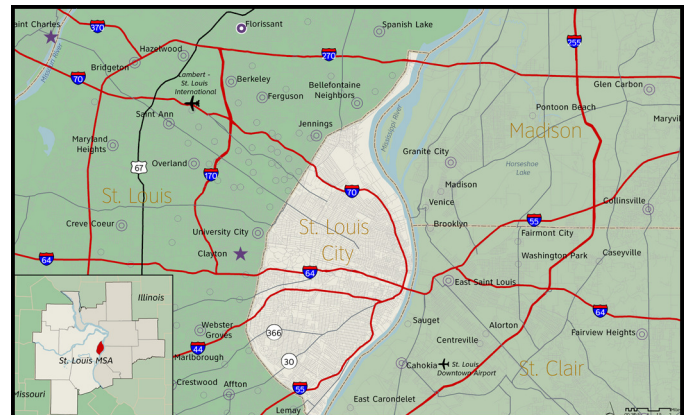 aint Charles
370
Florissant
Spanish Lake
Hazelwood
270
255
Bridgeton
70
Lambert -
St. Louis
International
Berkeley
Ferguson
Bellefontaine
Neighbors
Glen Carbon
Missouri River
Saint Ann
Pontoon Beach
Maryvil
Jennings
Mississippi River
Madison
Maryland
Heights
67
Overland
170
Granite City
Horseshoe
Lake
Madison
70
St. Louis
Venice
Collinsville
Creve Coeur
University City
St. Louis
City
Brooklyn
55
Fairmont City
Clayton
Washington Park
Caseyville
64
64
East Saint Louis
64
Illinois
St. Louis MSA
Missouri
Webster
Groves
366
Sauget
Alorton
Fairview Heights
44
Marlborough
Centreville
30
Cahokia
St. Louis
Downtown Airport
St. Clair
Crestwood
Affton
55
East Carondelet
Lemay